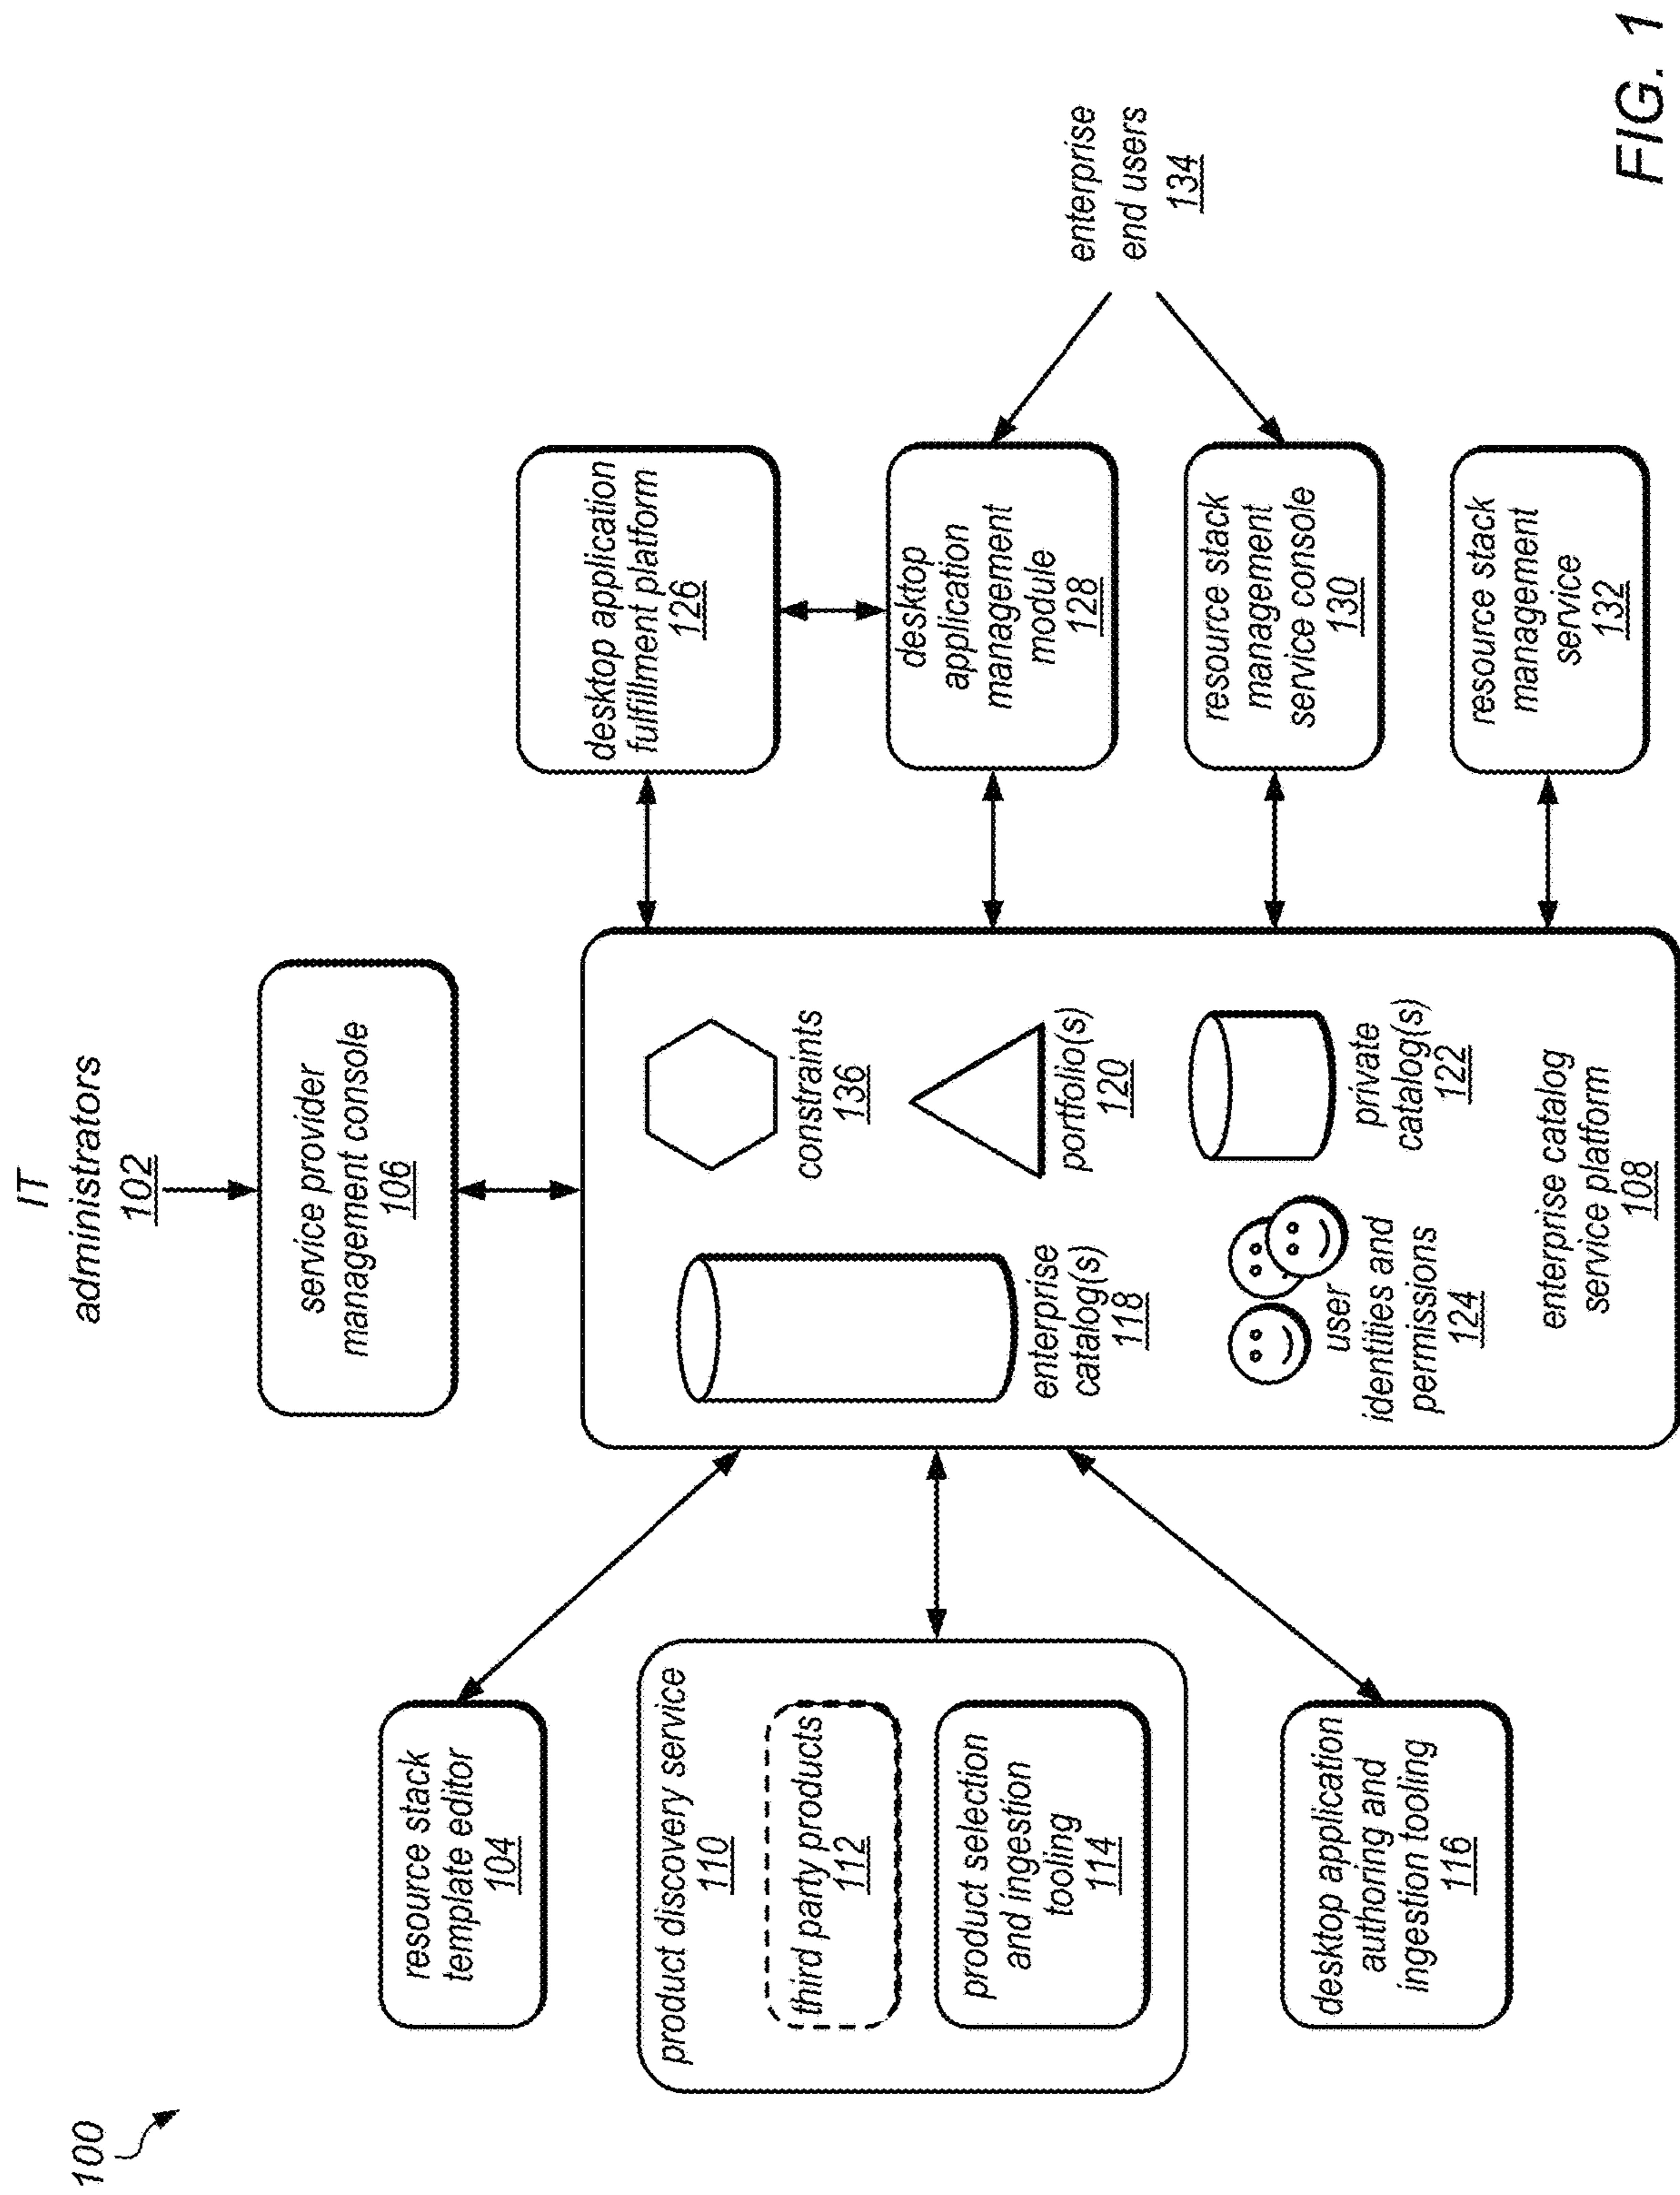 100
IT
administrators
102
service provider
management console
106
resource stack
template editor
104
product discovery service
110
third party products
112
product selection
and ingestion
tooling
114
desktop application
authoring and
ingestion tooling
116
enterprise
catalog(s)
118
constraints
136
portfolio(s)
120
user
identities and
permissions
124
private
catalog(s)
122
enterprise catalog
service platform
108
desktop application
fulfillment platform
126
desktop
application
management
module
128
resource stack
management
service console
130
resource stack
management
service
132
enterprise
end users
134
FIG. 1